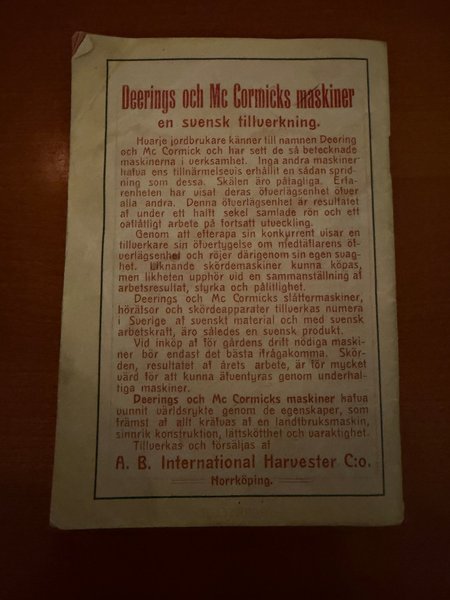 Deerings och Mc Cormicks maskiner
en svensk tillverkning.
Hvarje jordbrukare känner till namnen Deering
och Mc Cormick och har sett de så betecknade
maskinerna i verksamhet. Inga andra maskiner
hafva ens tillnärmelsevis erhållit en sådan sprid-
ning som dessa. Skälen äro påtagliga. Erfa-
renheten har visat deras öfverlägsenhet öfver
alla andra. Denna öfverlägsenhet är resultatet
af under ett halft sekel samlade rön och ett
oaflåtligt arbete på fortsatt utveckling.
Genom att efterapa sin konkurrent visar en
tillverkare sin öfvertygelse om medtäflarens öf-
verlägsenhet och röjer därigenom sin egen svag-
het. Liknande skördemaskiner kunna köpas,
men likheten upphör vid en sammanställning af
arbetsresultat, styrka och pålitlighet.
Deerings och Mc Cormicks slåttermaskiner,
hörätsor och skördeapparater tillverkas numera
i Sverige af svenskt material och med svensk
arbetskraft, äro således en svensk produkt.
Vid inköp af för gårdens drift nödiga maski-
ner bör endast det bästa ifrågakomma. Skör-
den, resultatet af årets arbete, är för mycket
värd för att kunna äfventyras genom underhal-
tiga maskiner.
Deerings och Mc Cormicks maskiner hafva
vunnit världsrykte genom de egenskaper, som
främst af allt kräfvas af en landtbruksmaskin,
sinnrik konstruktion, lättskötthet och varaktighet.
Tillverkas och försäljas af
A. B. International Harvester C:o.
Norrköping.